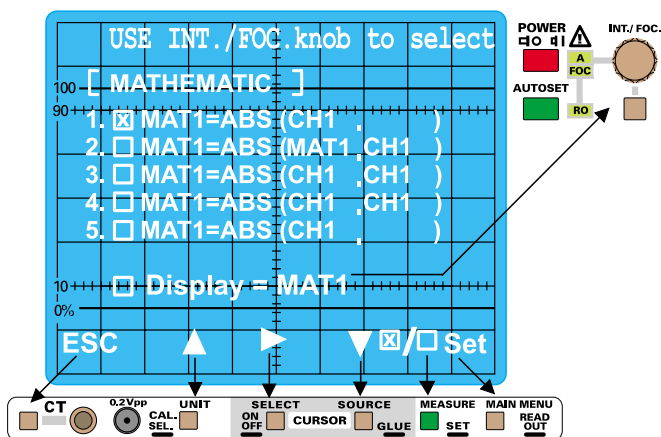 USE INT./FOC.knob to select
POWER
INT./ FOC.
A
FOC
100
[ MATHEMATIC ]
AUTOSET
90
RO
1. ☒ MAT1=ABS (CH1 , )
2. ☐ MAT1=ABS (MAT1 , CH1 )
3. ☐ MAT1=ABS (CH1 , CH1 )
4. ☐ MAT1=ABS (CH1 , CH1 )
5. ☐ MAT1=ABS (CH1 , )
10
☐ Display = MAT1
0%
ESC ▲ ▶ ▼ ☒/☐ Set
CT
0.2Vpp
CAL.
SEL.
UNIT
SELECT
ON
OFF
CURSOR
SOURCE
GLUE
MEASURE
SET
MAIN MENU
READ
OUT